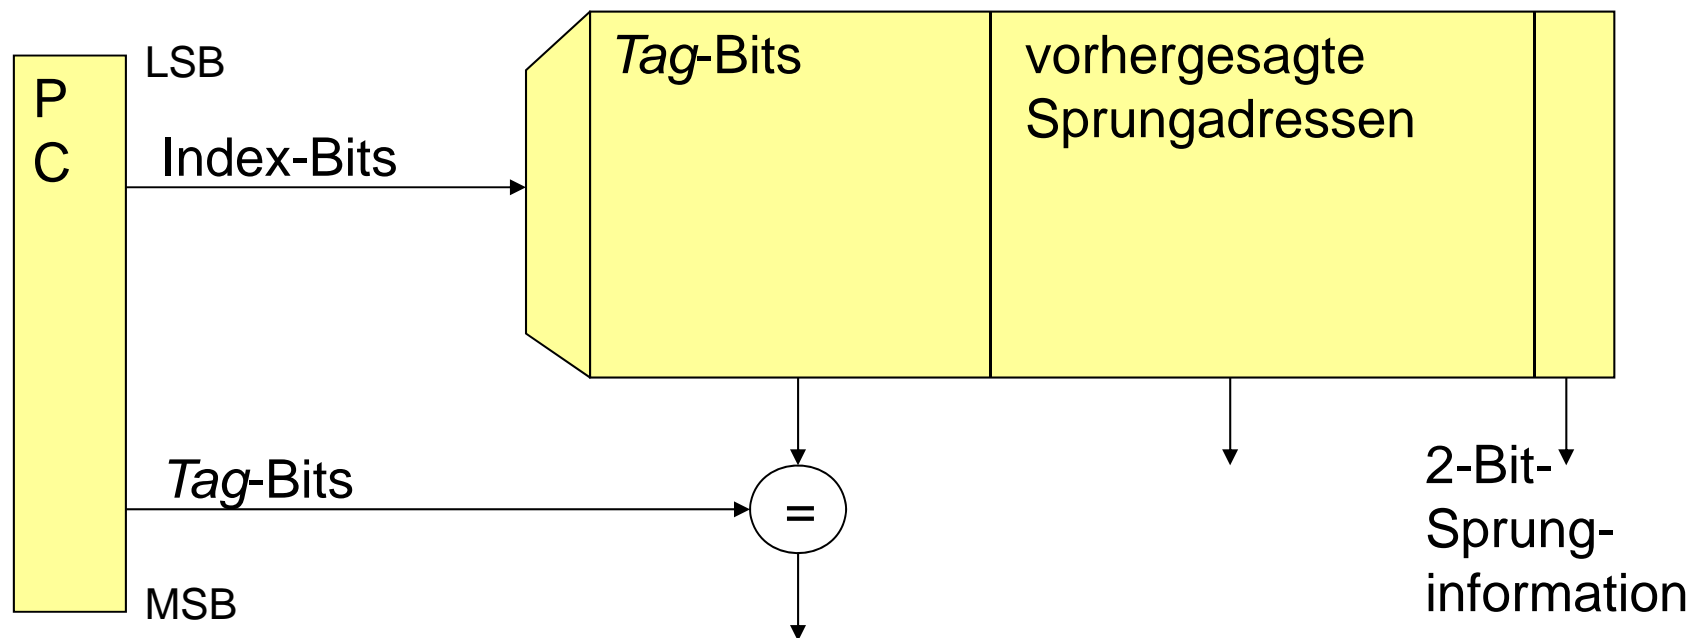 P
C
LSB
Index-Bits
Tag-Bits
MSB
Tag-Bits
vorhergesagte
Sprungadressen
=
2-Bit-
Sprung-
information